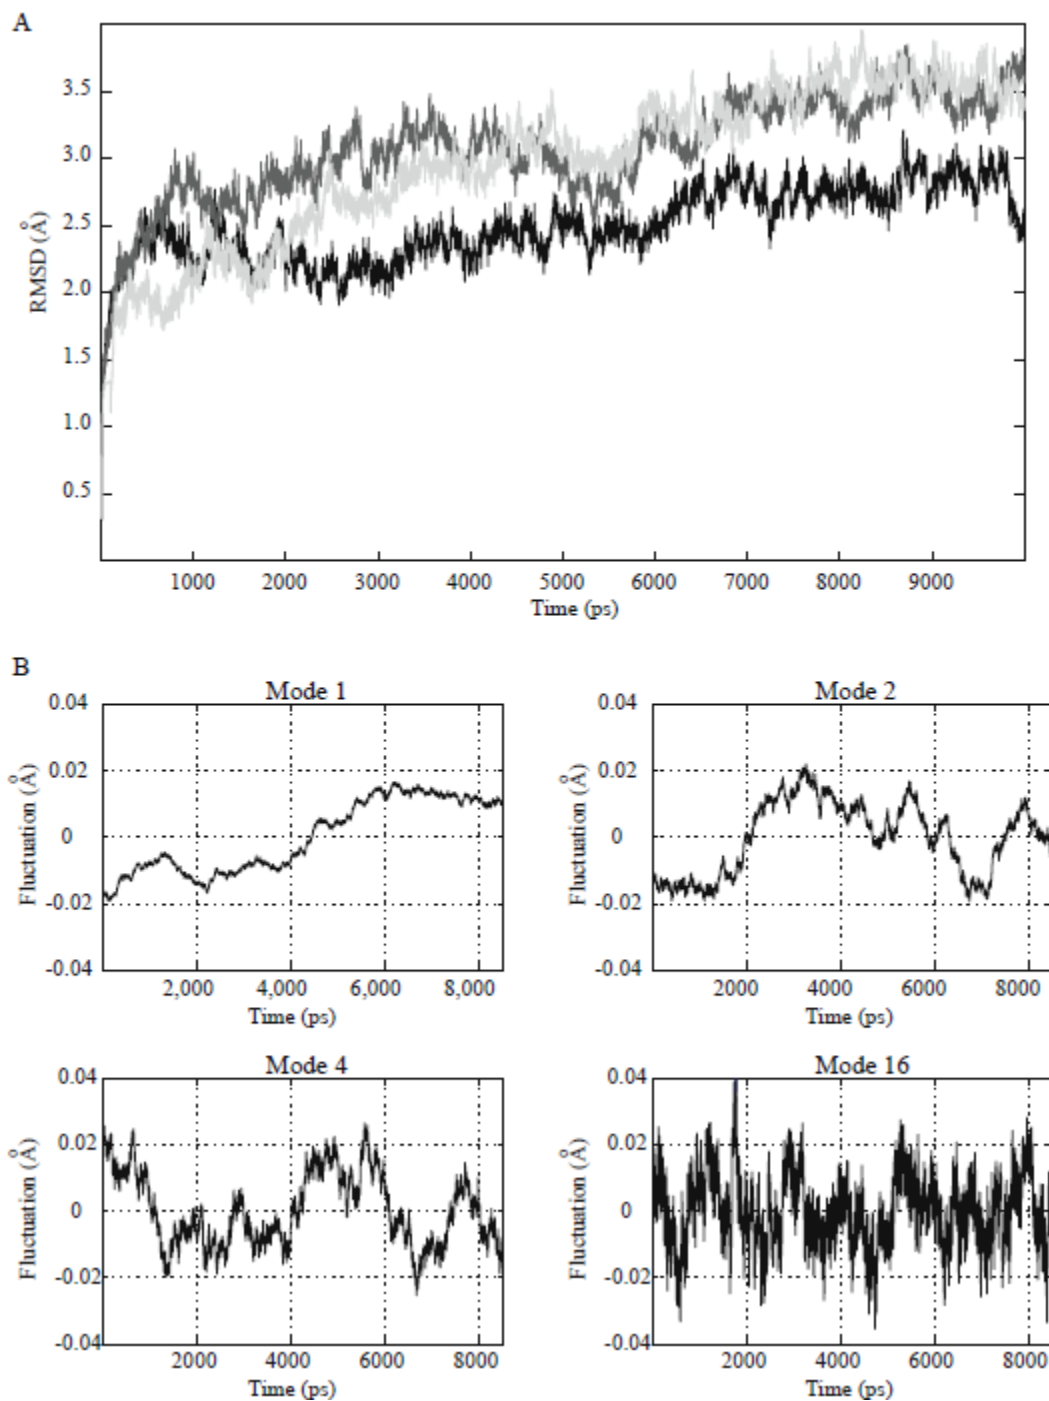 A
RMSD (Å)
3.5
3.0
2.5
2.0
1.5
1.0
0.5
1000 2000 3000 4000 5000 6000 7000 8000 9000
Time (ps)
B
Mode 1
Fluctuation (Å)
0.04
0.02
0
-0.02
-0.04
2,000 4,000 6,000 8,000
Time (ps)
Mode 2
Fluctuation (Å)
0.04
0.02
0
-0.02
-0.04
2000 4000 6000 8000
Time (ps)
Mode 4
Fluctuation (Å)
0.04
0.02
0
-0.02
-0.04
2000 4000 6000 8000
Time (ps)
Mode 16
Fluctuation (Å)
0.04
0.02
0
-0.02
-0.04
2000 4000 6000 8000
Time (ps)